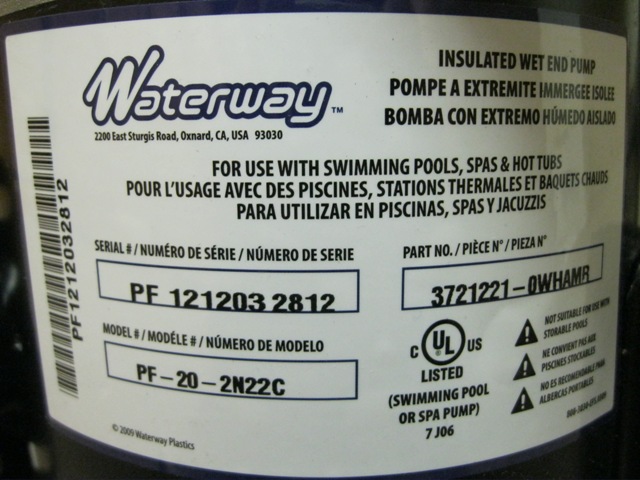 Waterway™
2200 East Sturgis Road, Oxnard, CA, USA 93030
INSULATED WET END PUMP
POMPE A EXTREMITE IMMERGEE ISOLEE
BOMBA CON EXTREMO HÚMEDO AISLADO
FOR USE WITH SWIMMING POOLS, SPAS & HOT TUBS
POUR L'USAGE AVEC DES PISCINES, STATIONS THERMALES ET BAQUETS CHAUDS
PARA UTILIZAR EN PISCINAS, SPAS Y JACUZZIS
PF1212032812
SERIAL # / NUMÉRO DE SÉRIE / NÚMERO DE SERIE
PF 121203 2812
MODEL # / MODÉLE # / NÚMERO DE MODELO
PF-20-2N22C
PART NO. / PIÈCE N° / PIEZA N°
3721221-0WHAMR
C UL US
LISTED
(SWIMMING POOL
OR SPA PUMP)
7 J06
NOT SUITABLE FOR USE WITH
STORABLE POOLS
NE CONVIENT PAS AUX
PISCINES STOCKABLES
NO ES RECOMENDABLE PARA
ALBERCAS PORTABLES
© 2009 Waterway Plastics